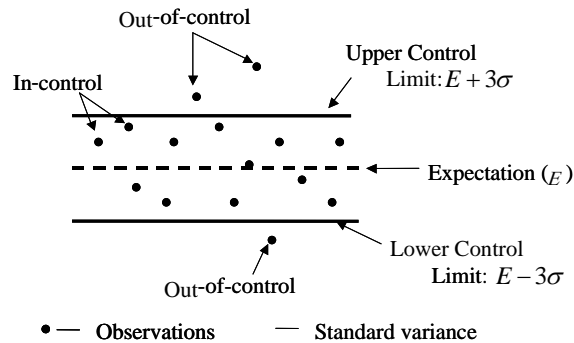 Out-of-control
Upper Control
Limit: E + 3σ
In-control
Expectation (E)
Lower Control
Limit: E − 3σ
Out-of-control
Observations
Standard variance